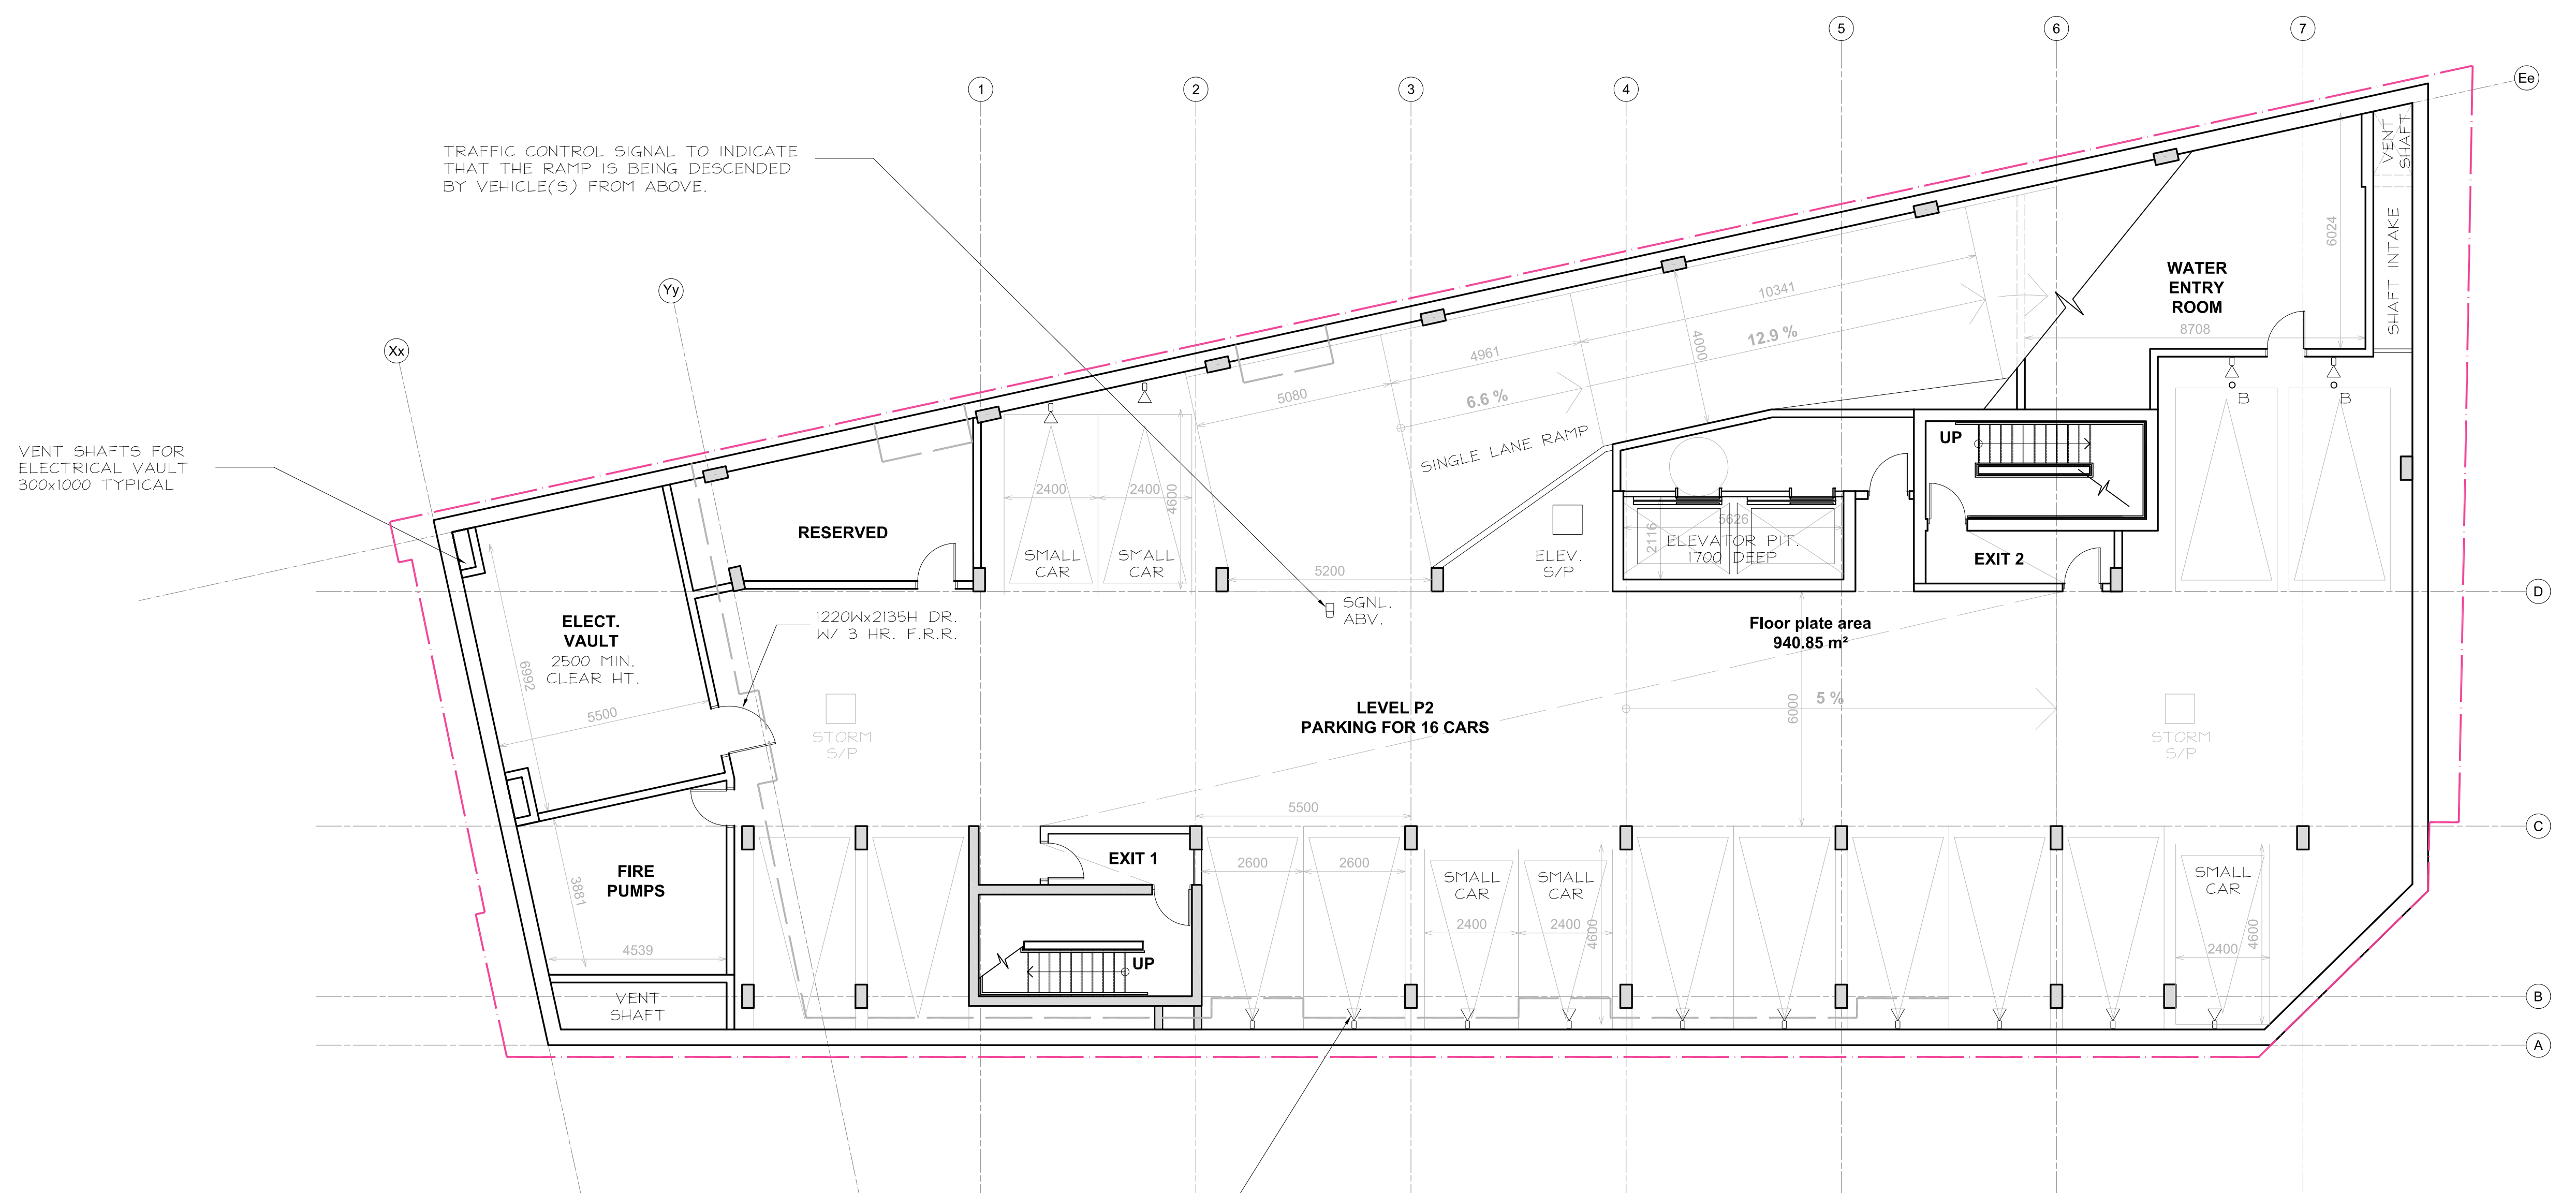 5
6
7
Ee
1
2
3
4
TRAFFIC CONTROL SIGNAL TO INDICATE
THAT THE RAMP IS BEING DESCENDED
BY VEHICLE(S) FROM ABOVE.
VENT
SHAFT
SHAFT INTAKE
6024
WATER
ENTRY
ROOM
8708
Yy
Xx
10341
12.9 %
4000
4961
6.6 %
5080
SINGLE LANE RAMP
B
B
VENT SHAFTS FOR
ELECTRICAL VAULT
300x1000 TYPICAL
UP
2400
2400
4600
RESERVED
SMALL
CAR
SMALL
CAR
5626
2116
ELEVATOR PIT.
1700 DEEP
ELEV.
S/P
EXIT 2
5200
D
SGNL.
ABV.
1220Wx2135H DR.
W/ 3 HR. F.R.R.
ELECT.
VAULT
2500 MIN.
CLEAR HT.
6992
5500
Floor plate area
940.85 m²
LEVEL P2
PARKING FOR 16 CARS
6000
5 %
STORM
S/P
STORM
S/P
5500
C
EXIT 1
2600
2600
FIRE
PUMPS
3881
4539
SMALL
CAR
SMALL
CAR
SMALL
CAR
2400
2400
4600
2400
4600
UP
VENT
SHAFT
B
A